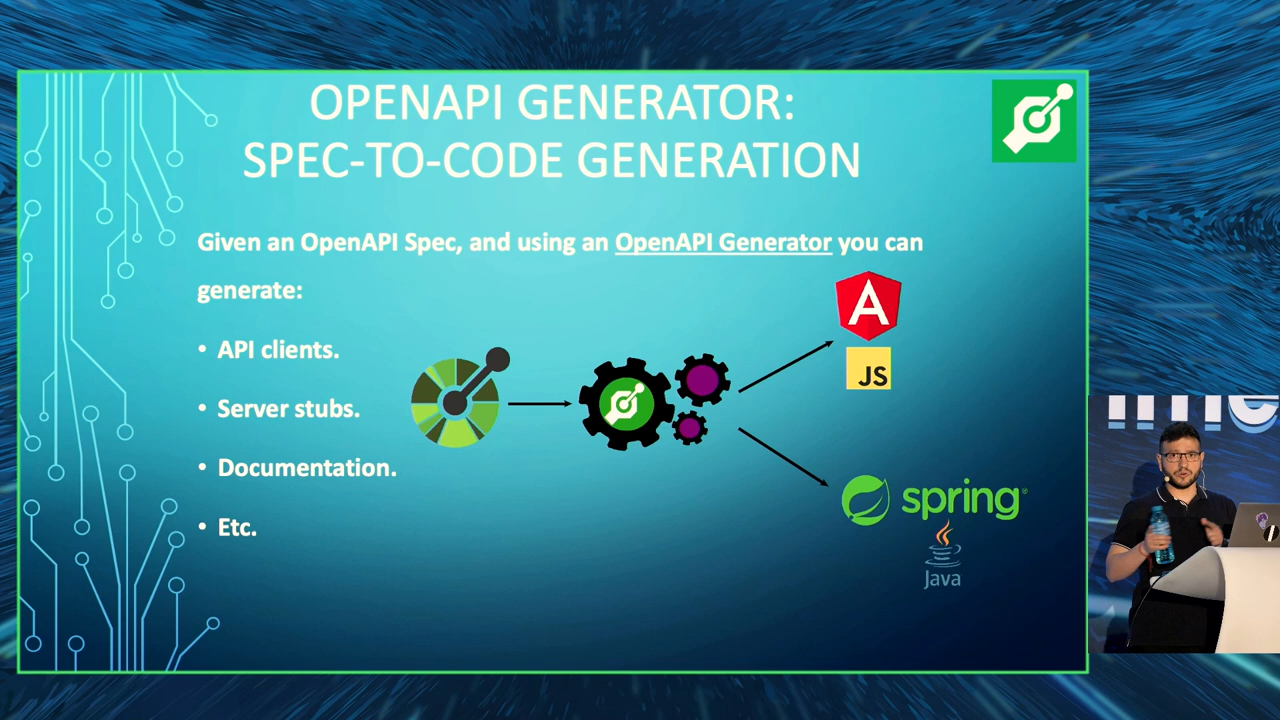 OPENAPI GENERATOR:
SPEC-TO-CODE GENERATION
Given an OpenAPI Spec, and using an OpenAPI Generator you can
generate:
• API clients.
• Server stubs.
• Documentation.
• Etc.
A
JS
spring
Java